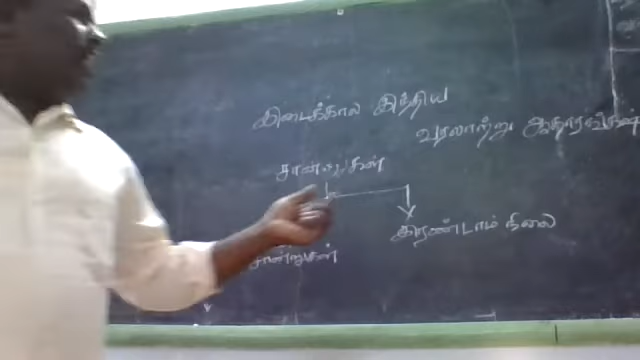 இடைக்கால இந்திய
வரலாற்று ஆதாரங்கள்
சான்றுகள்
இரண்டாம் நிலை
சான்றுகள்